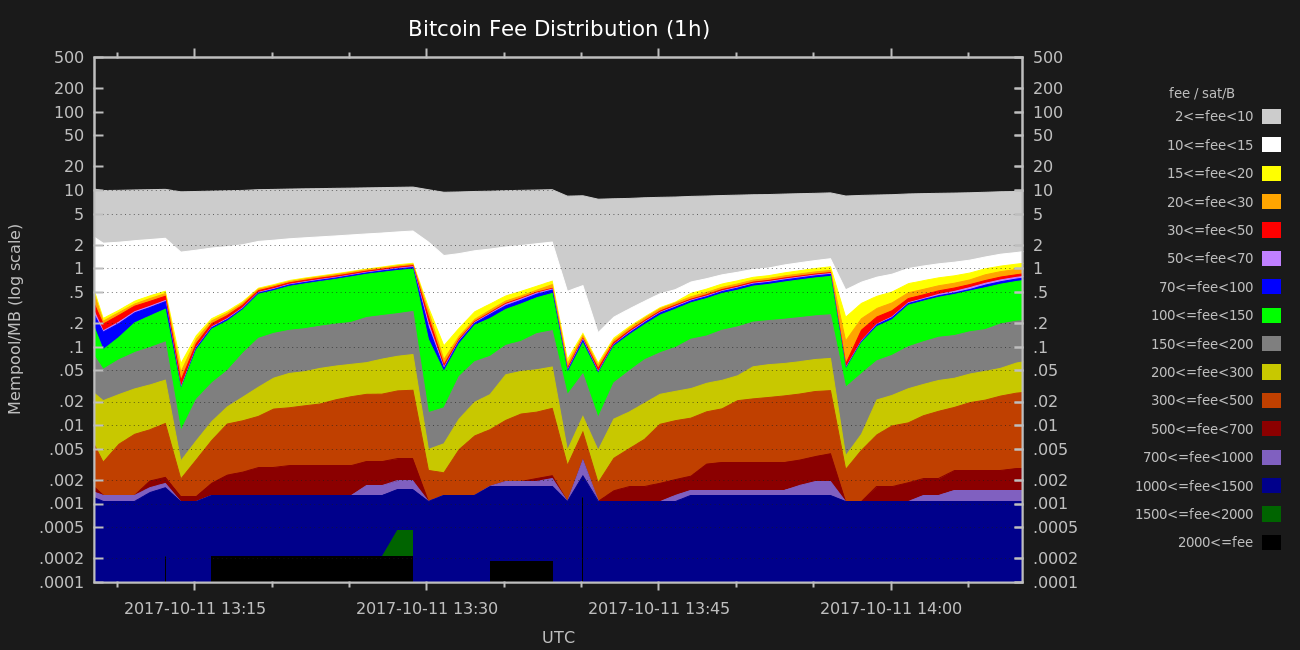 Bitcoin Fee Distribution (1h)
500
200
100
50
20
10
5
2
1
.5
.2
.1
.05
.02
.01
.005
.002
.001
.0005
.0002
.0001
Mempool/MB (log scale)
500
200
100
50
20
10
5
2
1
.5
.2
.1
.05
.02
.01
.005
.002
.001
.0005
.0002
.0001
2017-10-11 13:15
2017-10-11 13:30
2017-10-11 13:45
2017-10-11 14:00
UTC
fee / sat/B
2<=fee<10
10<=fee<15
15<=fee<20
20<=fee<30
30<=fee<50
50<=fee<70
70<=fee<100
100<=fee<150
150<=fee<200
200<=fee<300
300<=fee<500
500<=fee<700
700<=fee<1000
1000<=fee<1500
1500<=fee<2000
2000<=fee